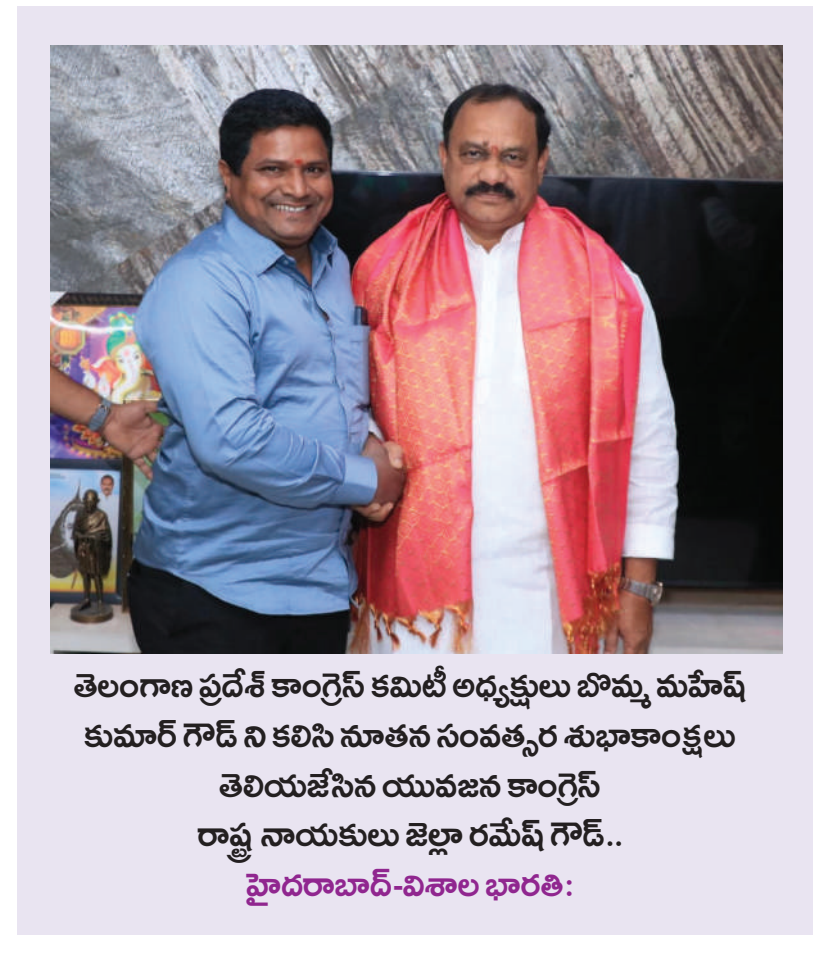 తెలంగాణ ప్రదేశ్ కాంగ్రెస్ కమిటీ అధ్యక్షులు బొమ్మ మహేష్
కుమార్ గౌడ్ ని కలిసి నూతన సంవత్సర శుభాకాంక్షలు
తెలియజేసిన యువజన కాంగ్రెస్
రాష్ట్ర నాయకులు జెల్లా రమేష్ గౌడ్..
హైదరాబాద్-విశాల భారతి: